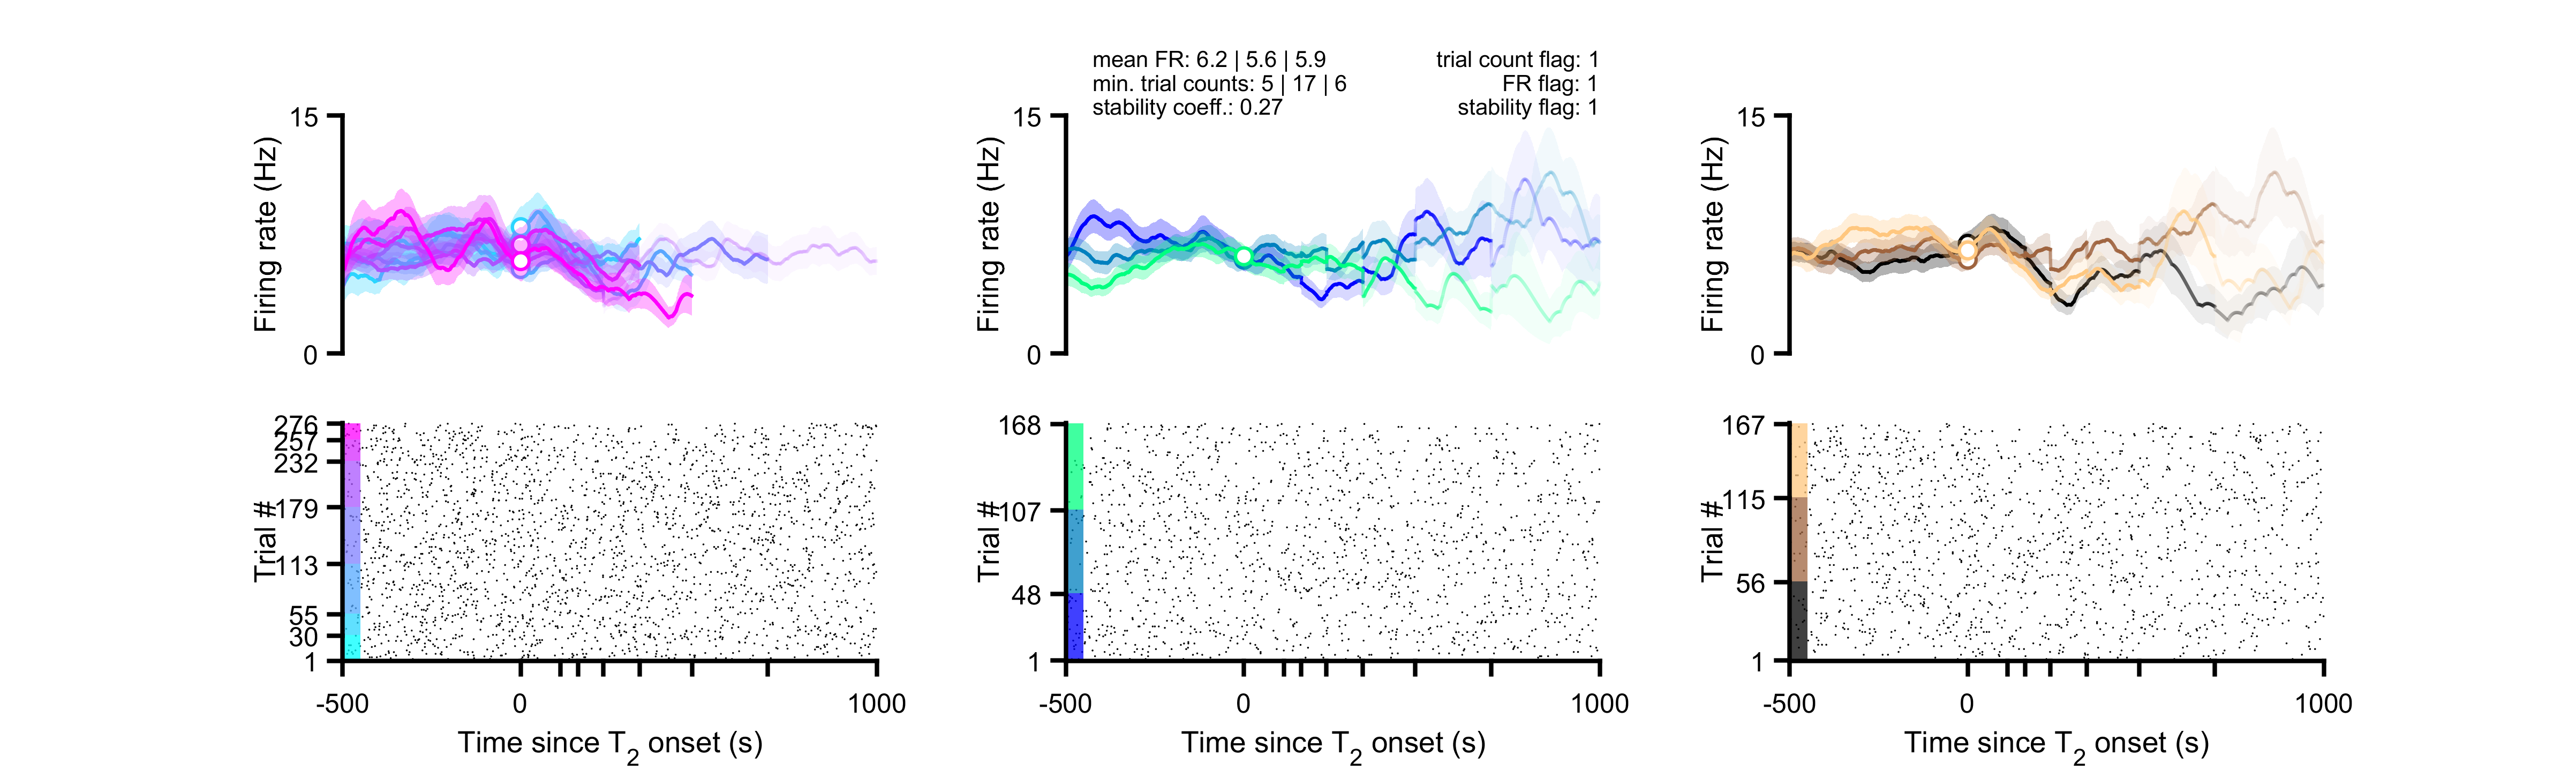 mean FR: 6.2 | 5.6 | 5.9
min. trial counts: 5 | 17 | 6
stability coeff.: 0.27
trial count flag: 1
FR flag: 1
stability flag: 1
15
Firing rate (Hz)
0
15
Firing rate (Hz)
0
15
Firing rate (Hz)
0
276
257
232
179
113
55
30
1
Trial #
-500
0
1000
Time since T2 onset (s)
168
107
48
1
Trial #
-500
0
1000
Time since T2 onset (s)
167
115
56
1
Trial #
-500
0
1000
Time since T2 onset (s)